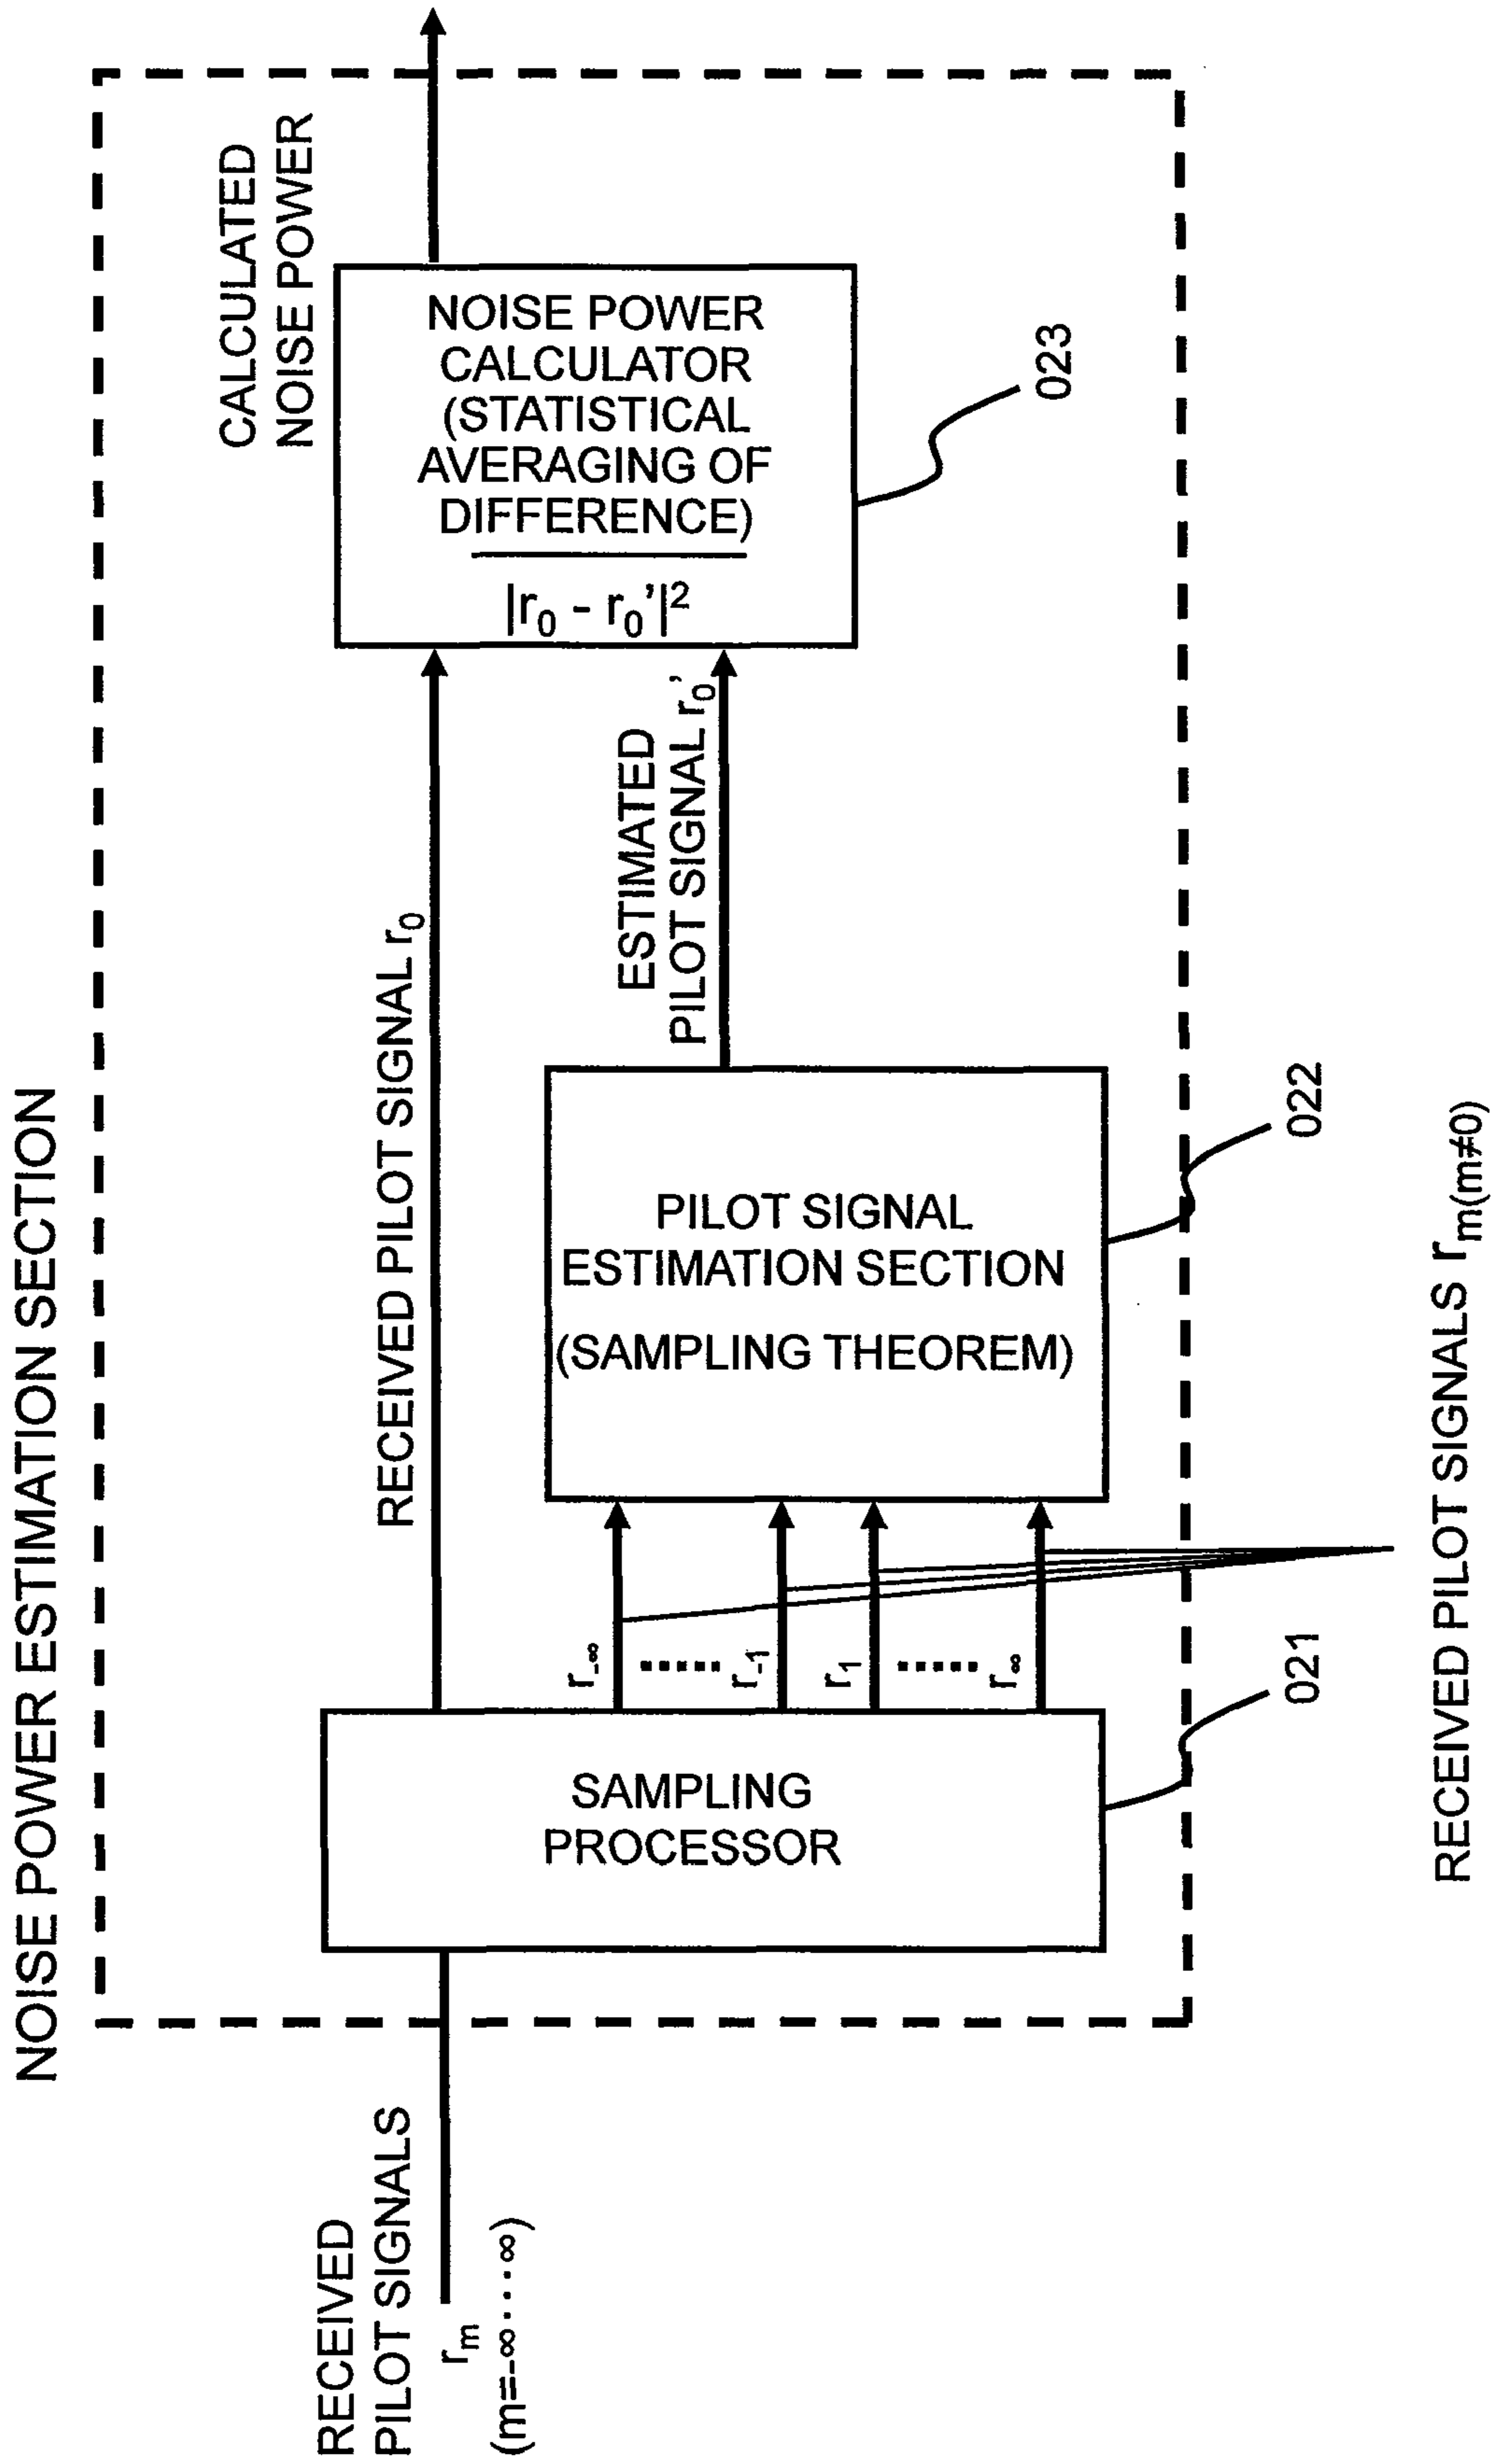 NOISE POWER ESTIMATION SECTION
RECEIVED
PILOT SIGNALS
rₘ
(m=-∞····∞)
SAMPLING
PROCESSOR
021
RECEIVED PILOT SIGNAL r₀
r₋∞
······
r₋₁
r₁
······
r∞
RECEIVED PILOT SIGNALS rₘ₍ₘ≠₀₎
PILOT SIGNAL
ESTIMATION SECTION
(SAMPLING THEOREM)
022
ESTIMATED
PILOT SIGNAL r₀'
NOISE POWER
CALCULATOR
(STATISTICAL
AVERAGING OF
DIFFERENCE)
|r₀ - r₀'|²
023
CALCULATED
NOISE POWER